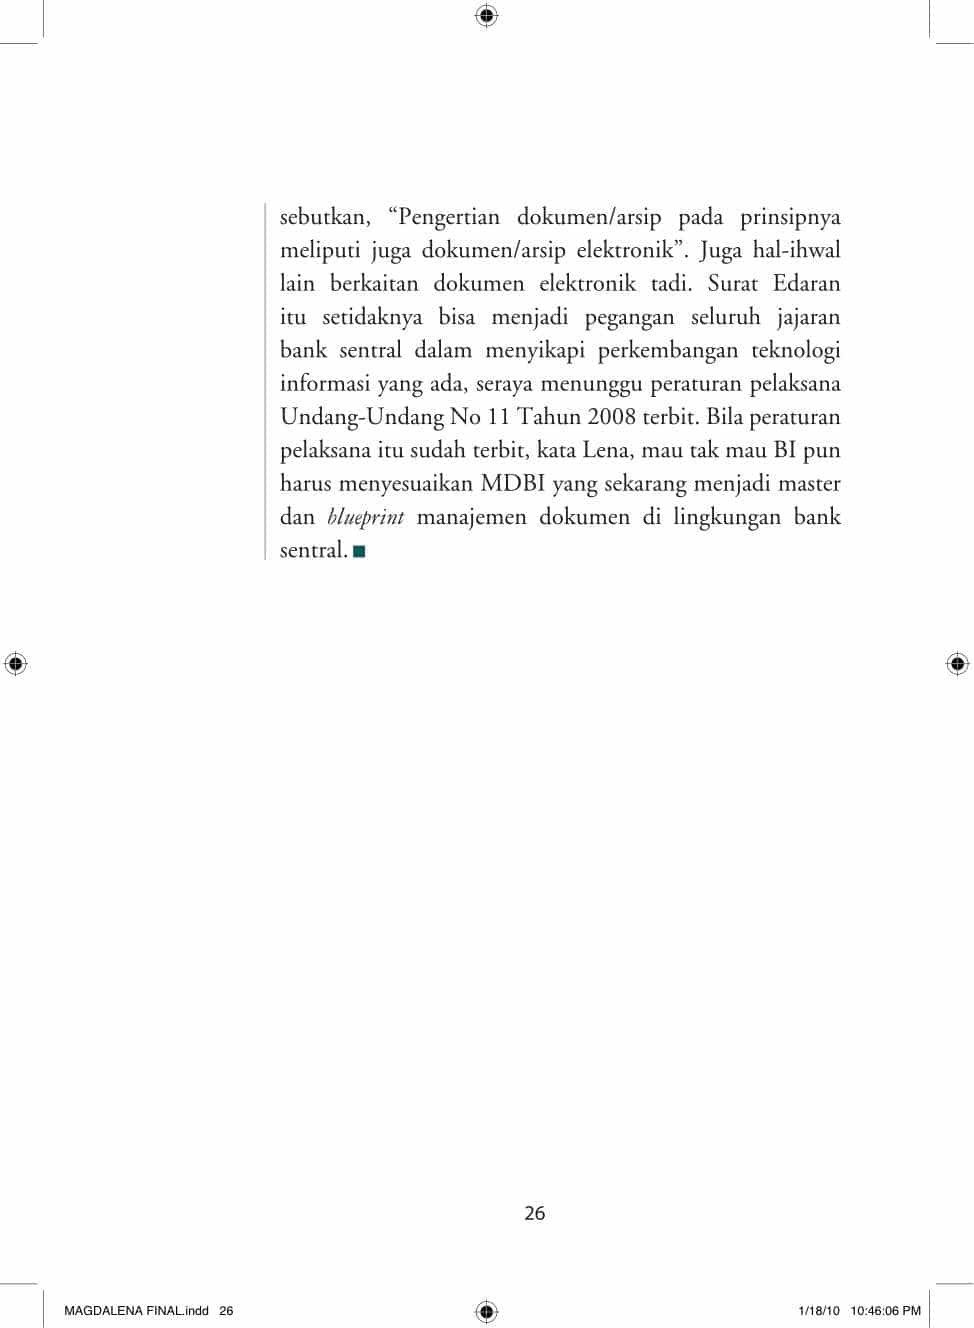 sebutkan, “Pengertian dokumen/arsip pada prinsipnya
meliputi juga dokumen/arsip elektronik”. Juga hal-ihwal
lain berkaitan dokumen elektronik tadi. Surat Edaran
itu setidaknya bisa menjadi pegangan seluruh jajaran
bank sentral dalam menyikapi perkembangan teknologi
informasi yang ada, seraya menunggu peraturan pelaksana
Undang-Undang No 11 Tahun 2008 terbit. Bila peraturan
pelaksana itu sudah terbit, kata Lena, mau tak mau BI pun
harus menyesuaikan MDBI yang sekarang menjadi master
dan blueprint manajemen dokumen di lingkungan bank
sentral.
26
MAGDALENA FINAL.indd 26
1/18/10 10:46:06 PM